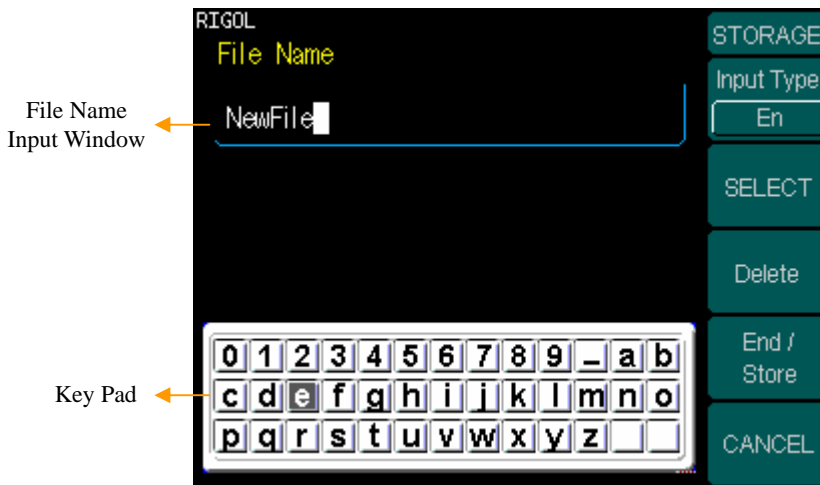 RIGOL
File Name
NewFile
File Name
Input Window
Key Pad
0 1 2 3 4 5 6 7 8 9 _ a b
c d e f g h i j k l m n o
p q r s t u v w x y z
STORAGE
Input Type
En
SELECT
Delete
End /
Store
CANCEL